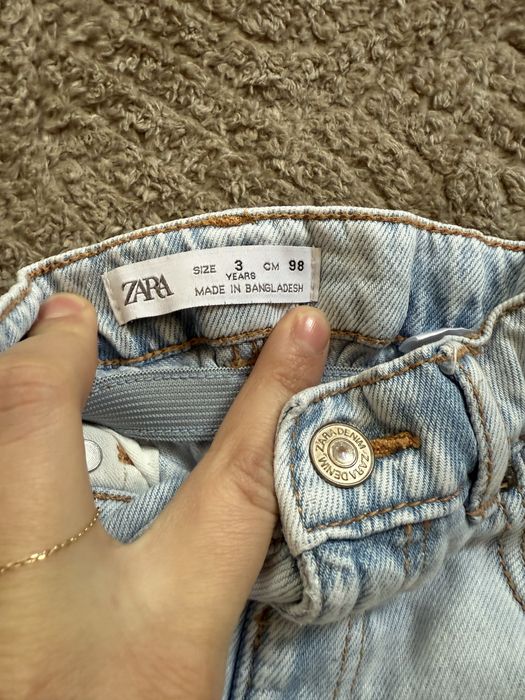 ZARA
SIZE 3 YEARS CM 98
MADE IN BANGLADESH
ZARA DENIM ZARA DENIM